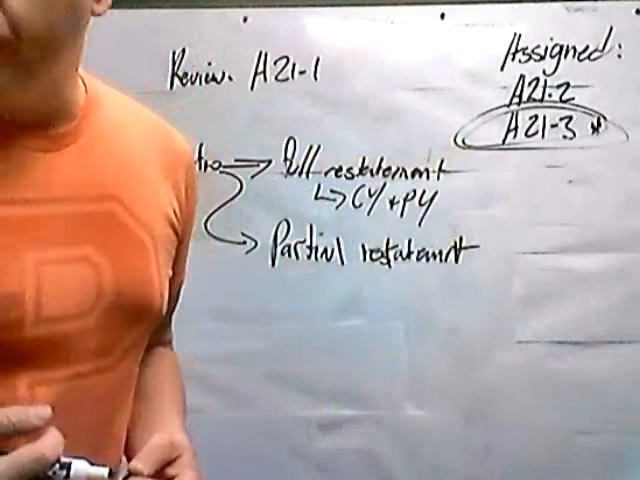 Review. A21-1
Assigned:
A21-2
A21-3 *
Full restatement
↳ CY + PY
Partial restatement